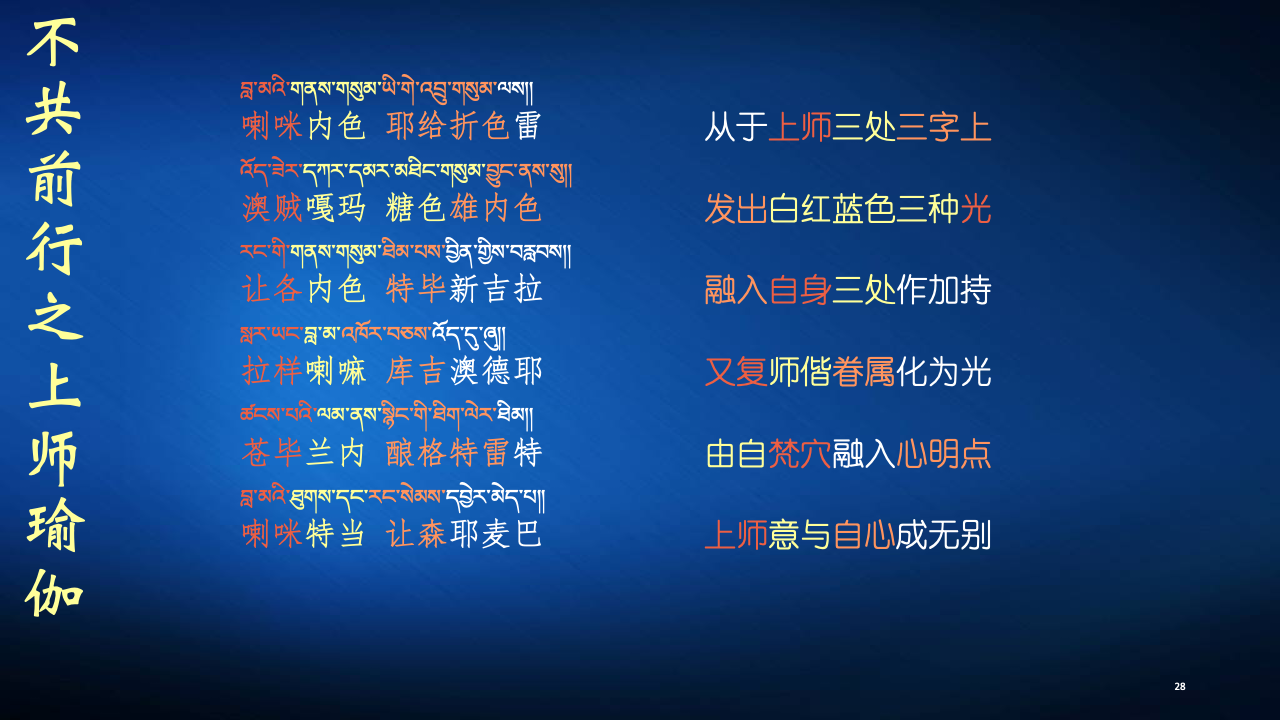 不共前行之上师瑜伽
བླ་མའི་གནས་གསུམ་ཡི་གེ་འབྲུ་གསུམ་ལས།།
喇咪内色 耶给折色雷
从于上师三处三字上
འོད་ཟེར་དཀར་དམར་མཐིང་གསུམ་བྱུང་ནས་སུ།།
澳贼嘎玛 糖色雄内色
发出白红蓝色三种光
རང་གི་གནས་གསུམ་ཐིམ་པས་བྱིན་གྱིས་བརླབས།།
让各内色 特毕新吉拉
融入自身三处作加持
སླར་ཡང་བླ་མ་འཁོར་བཅས་འོད་དུ་ཞུ།།
拉样喇嘛 库吉澳德耶
又复师偕眷属化为光
ཚངས་པའི་ལམ་ནས་སྙིང་གི་ཐིག་ལེར་ཐིམ།།
苍毕兰内 酿格特雷特
由自梵穴融入心明点
བླ་མའི་ཐུགས་དང་རང་སེམས་དབྱེར་མེད་པ།།
喇咪特当 让森耶麦巴
上师意与自心成无别
28